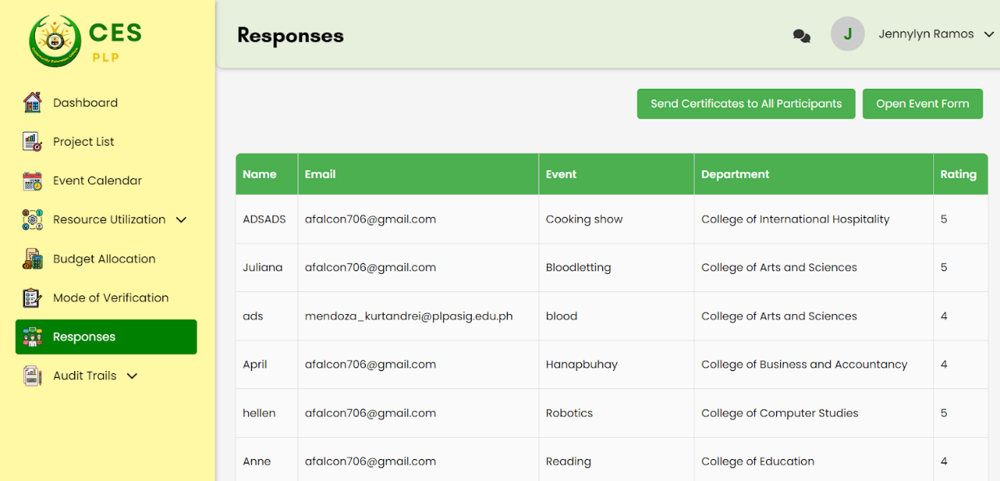 CES
PLP
Dashboard
Project List
Event Calendar
Resource Utilization
Budget Allocation
Mode of Verification
Responses
Audit Trails
Responses
J Jennylyn Ramos
Send Certificates to All Participants Open Event Form
Name Email Event Department Rating
ADSADS afalcon706@gmail.com Cooking show College of International Hospitality 5
Juliana afalcon706@gmail.com Bloodletting College of Arts and Sciences 5
ads mendoza_kurtandrei@plpasig.edu.ph blood College of Arts and Sciences 4
April afalcon706@gmail.com Hanapbuhay College of Business and Accountancy 4
hellen afalcon706@gmail.com Robotics College of Computer Studies 5
Anne afalcon706@gmail.com Reading College of Education 4